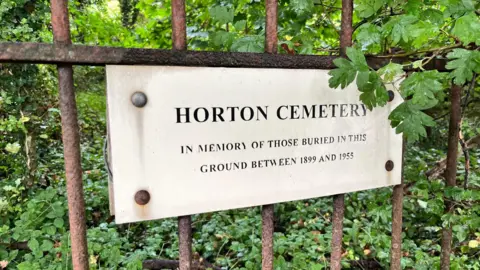 HORTON CEMETERY
IN MEMORY OF THOSE BURIED IN THIS
GROUND BETWEEN 1899 AND 1955